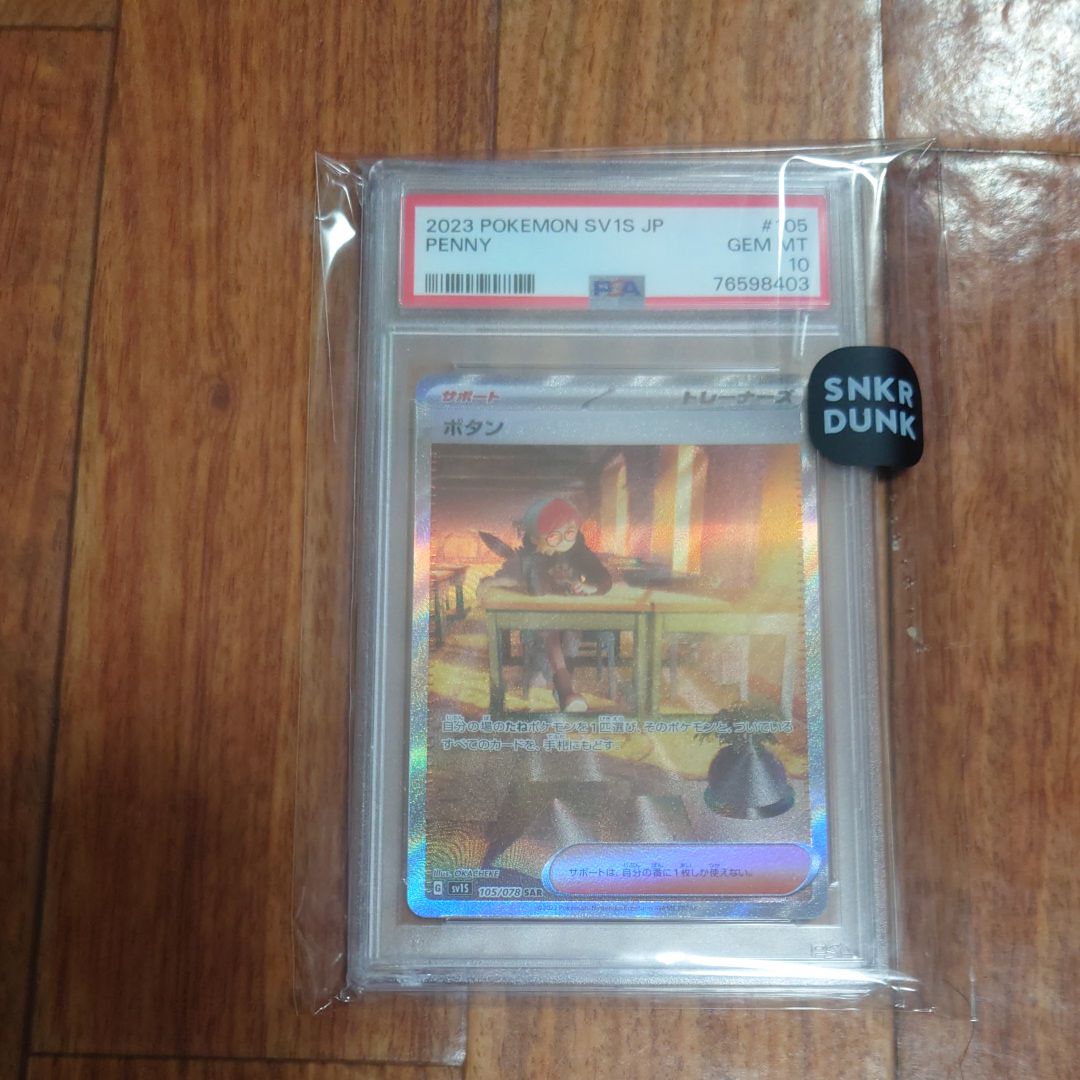 2023 POKEMON SV1S JP #105
PENNY GEM MT
10
PSA 76598403
SNKR
DUNK
サポート トレーナーズ
ボタン
自分の場のたねポケモンを1匹選び、そのポケモンと、ついている
すべてのカードを、手札にもどす。
サポートは、自分の番に1枚しか使えない。
Illus. OKACHEKE
G sv1S 105/078 SAR